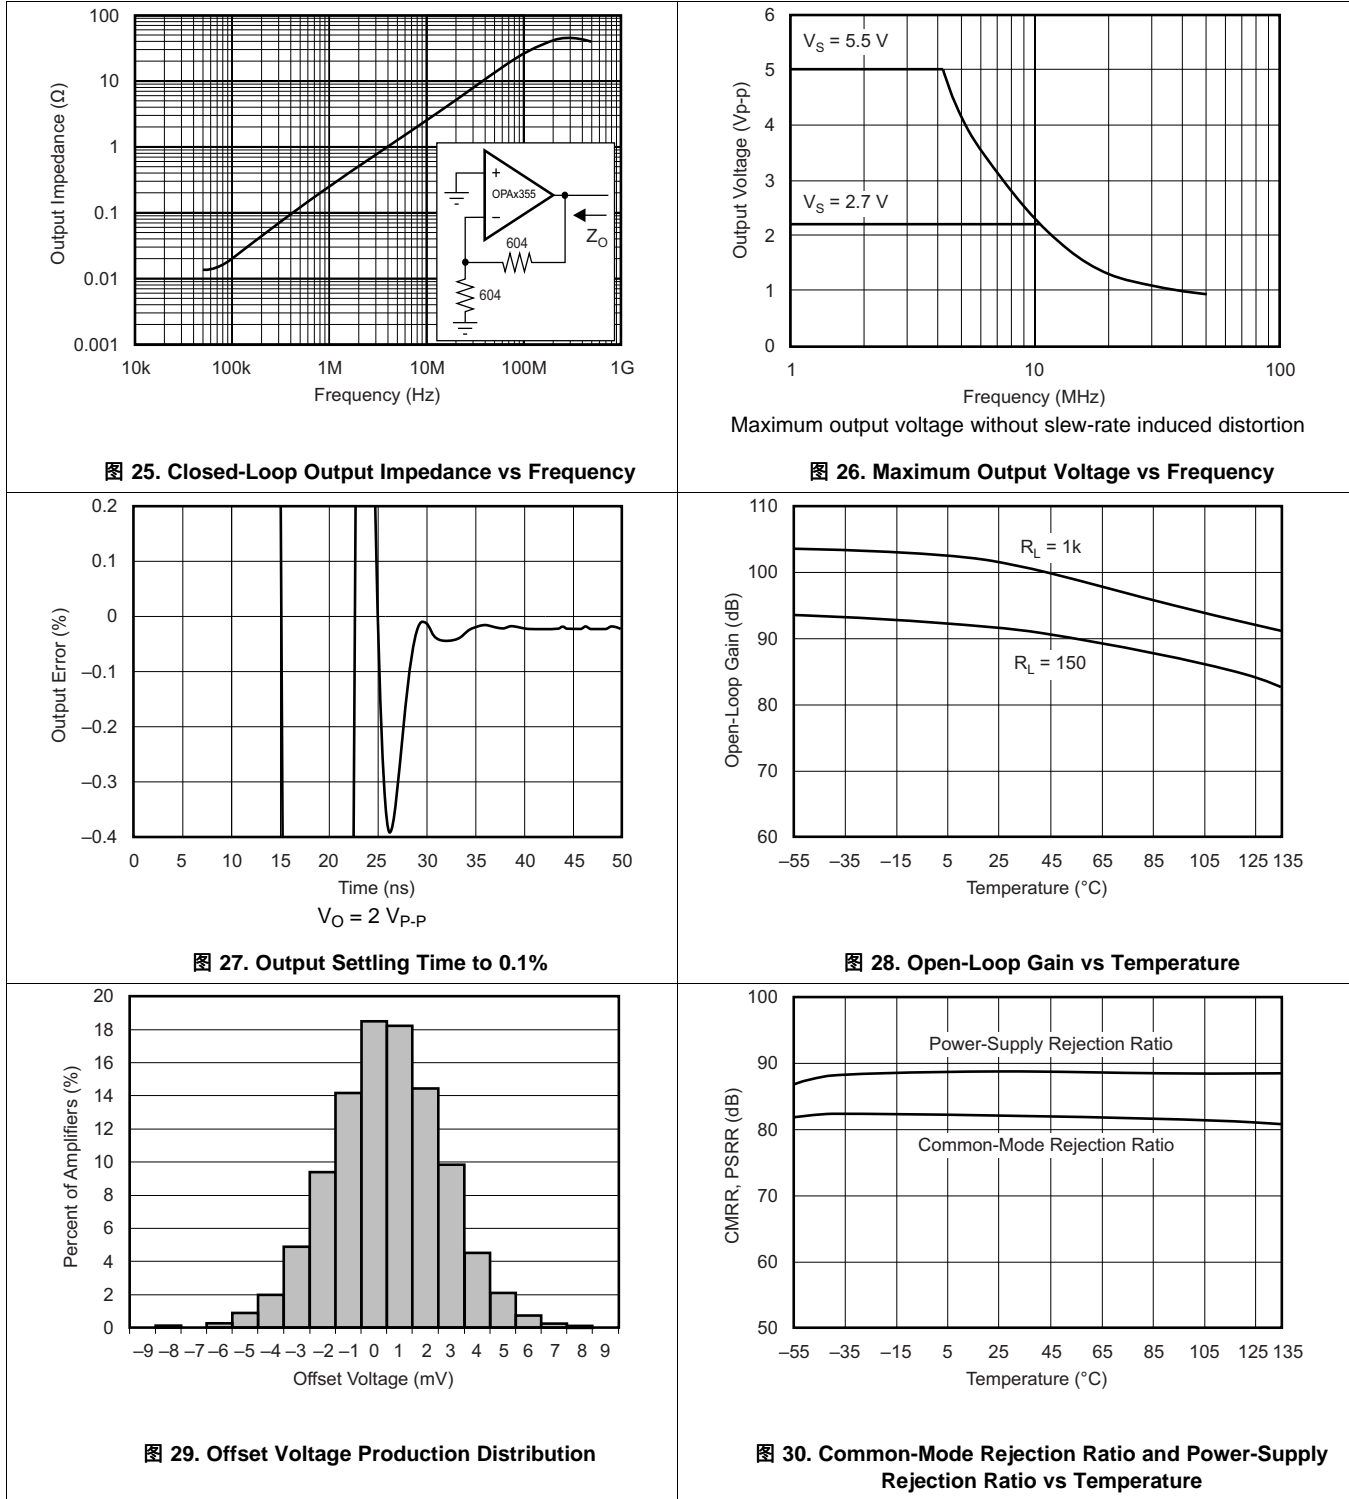 100
10
1
0.1
0.01
0.001
Output Impedance (Ω)
OPAx355
+
–
Z_O
604
604
10k 100k 1M 10M 100M 1G
Frequency (Hz)
图 25. Closed-Loop Output Impedance vs Frequency
6
5
4
3
2
1
0
Output Voltage (Vp-p)
V_S = 5.5 V
V_S = 2.7 V
1 10 100
Frequency (MHz)
Maximum output voltage without slew-rate induced distortion
图 26. Maximum Output Voltage vs Frequency
0.2
0.1
0
–0.1
–0.2
–0.3
–0.4
Output Error (%)
0 5 10 15 20 25 30 35 40 45 50
Time (ns)
V_O = 2 V_P-P
图 27. Output Settling Time to 0.1%
110
100
90
80
70
60
Open-Loop Gain (dB)
R_L = 1k
R_L = 150
–55 –35 –15 5 25 45 65 85 105 125 135
Temperature (°C)
图 28. Open-Loop Gain vs Temperature
20
18
16
14
12
10
8
6
4
2
0
Percent of Amplifiers (%)
–9 –8 –7 –6 –5 –4 –3 –2 –1 0 1 2 3 4 5 6 7 8 9
Offset Voltage (mV)
图 29. Offset Voltage Production Distribution
100
90
80
70
60
50
CMRR, PSRR (dB)
Power-Supply Rejection Ratio
Common-Mode Rejection Ratio
–55 –35 –15 5 25 45 65 85 105 125 135
Temperature (°C)
图 30. Common-Mode Rejection Ratio and Power-Supply
Rejection Ratio vs Temperature